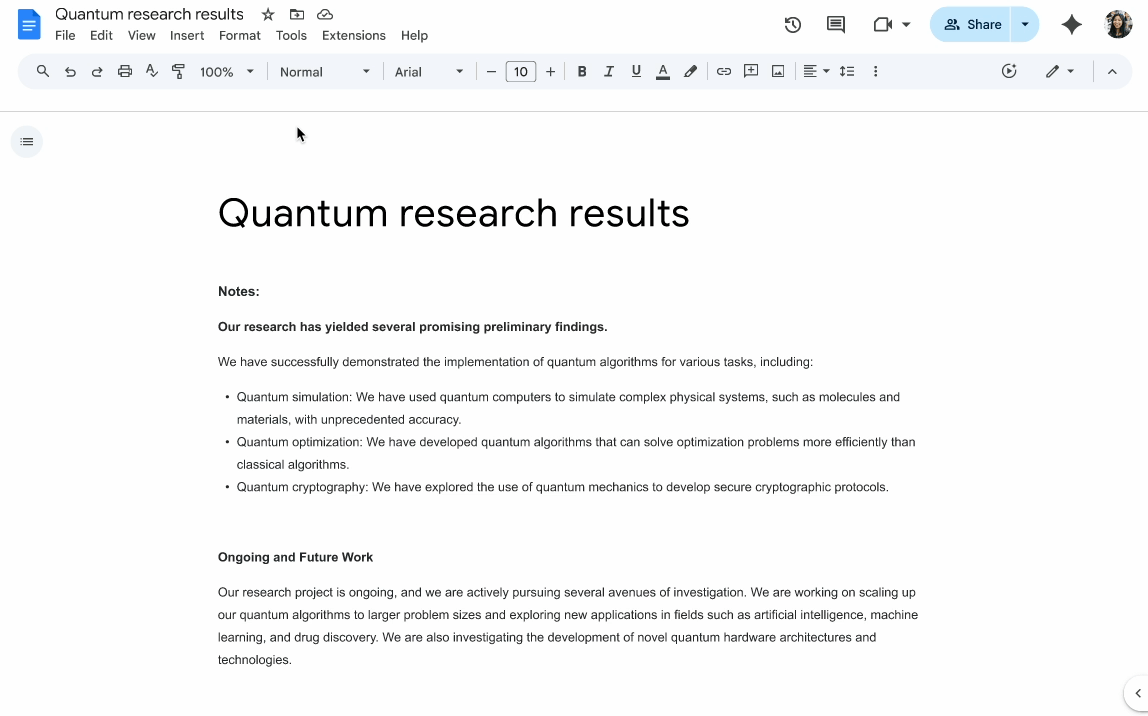 Quantum research results
File Edit View Insert Format Tools Extensions Help
Share
100% Normal Arial 10 B I U A
Quantum research results
Notes:
Our research has yielded several promising preliminary findings.
We have successfully demonstrated the implementation of quantum algorithms for various tasks, including:
• Quantum simulation: We have used quantum computers to simulate complex physical systems, such as molecules and
materials, with unprecedented accuracy.
• Quantum optimization: We have developed quantum algorithms that can solve optimization problems more efficiently than
classical algorithms.
• Quantum cryptography: We have explored the use of quantum mechanics to develop secure cryptographic protocols.
Ongoing and Future Work
Our research project is ongoing, and we are actively pursuing several avenues of investigation. We are working on scaling up
our quantum algorithms to larger problem sizes and exploring new applications in fields such as artificial intelligence, machine
learning, and drug discovery. We are also investigating the development of novel quantum hardware architectures and
technologies.